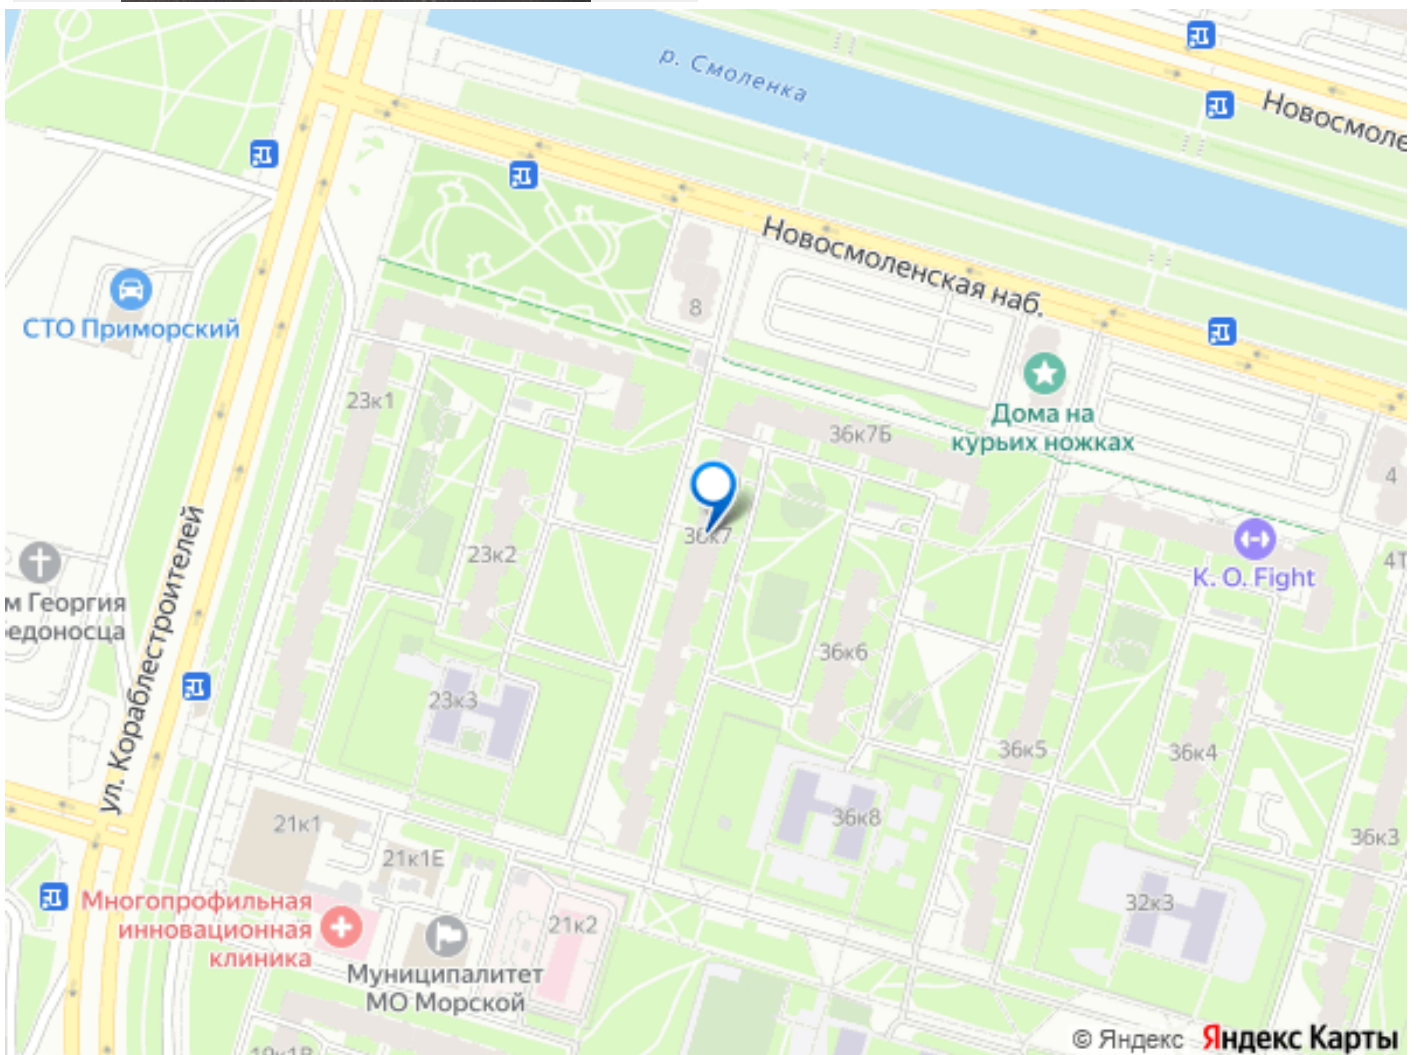 р. Смоленка
Новосмоле
Новосмоленская наб.
СТО Приморский
8
Дома на
курьих ножках
23к1
36к7Б
4
ул. Кораблестроителей
36к7
23к2
K. O. Fight
4Т
м Георгия
едоносца
36к6
23к3
36к5
36к4
21к1
36к8
36к3
21к1Е
Многопрофильная
инновационная
клиника
21к2
32к3
Муниципалитет
МО Морской
© Яндекс Яндекс Карты